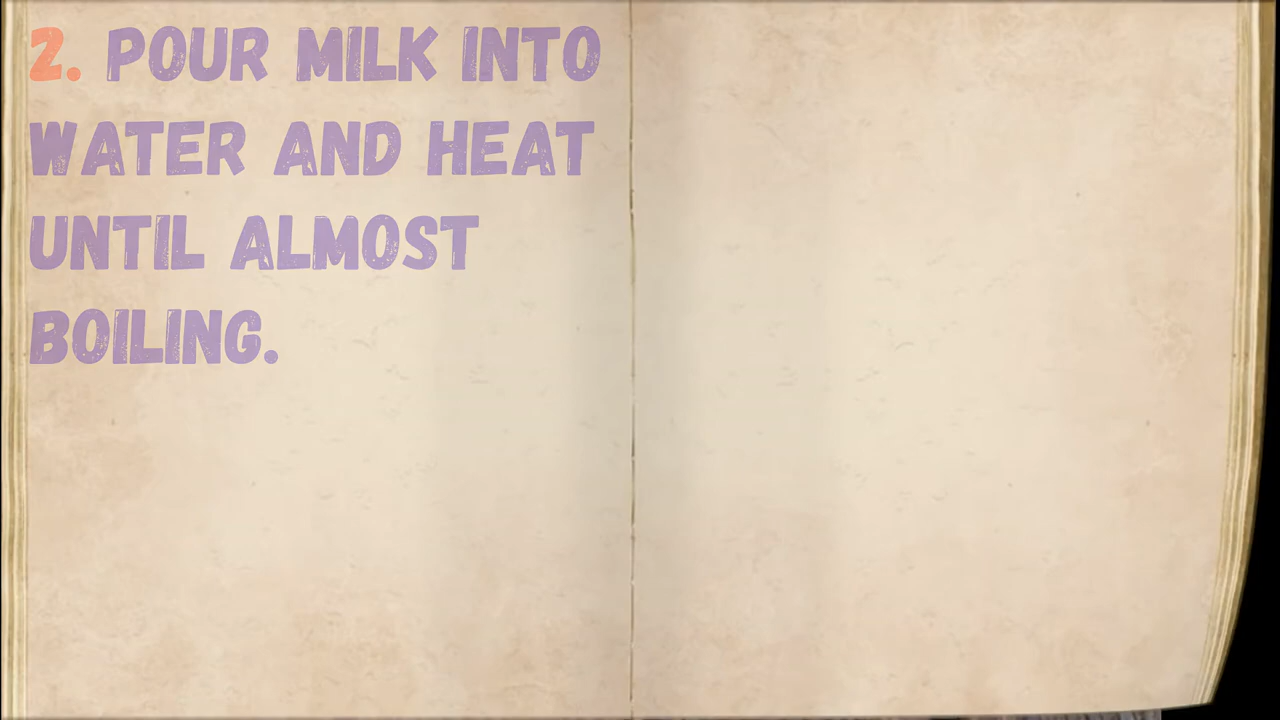 2. POUR MILK INTO
WATER AND HEAT
UNTIL ALMOST
BOILING.